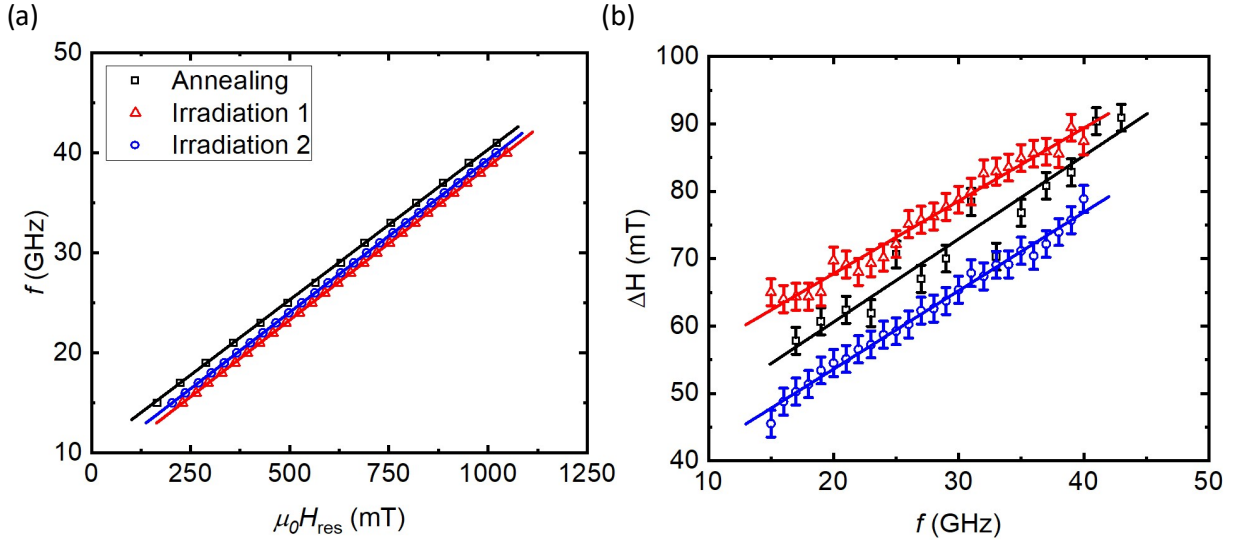 (a)
(b)
50
40
30
20
10
f (GHz)
Annealing
Irradiation 1
Irradiation 2
0
250
500
750
1000
1250
μ₀Hres (mT)
100
90
80
70
60
50
40
ΔH (mT)
10
20
30
40
50
f (GHz)